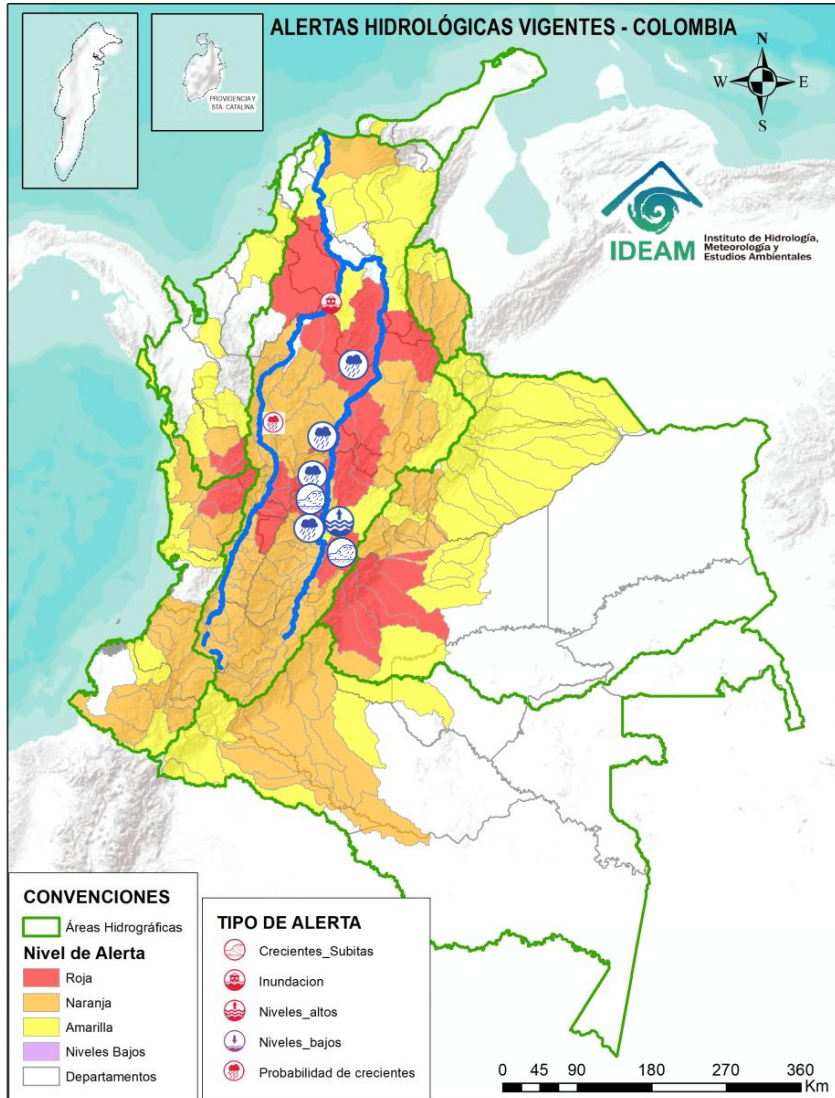 ALERTAS HIDROLÓGICAS VIGENTES - COLOMBIA
PROVIDENCIA Y
STA. CATALINA
N
W
E
S
IDEAM
Instituto de Hidrología,
Meteorología y
Estudios Ambientales
CONVENCIONES
Áreas Hidrográficas
Nivel de Alerta
Roja
Naranja
Amarilla
Niveles Bajos
Departamentos
TIPO DE ALERTA
Crecientes_Subitas
Inundacion
Niveles_altos
Niveles_bajos
Probabilidad de crecientes
0 45 90 180 270 360
Km